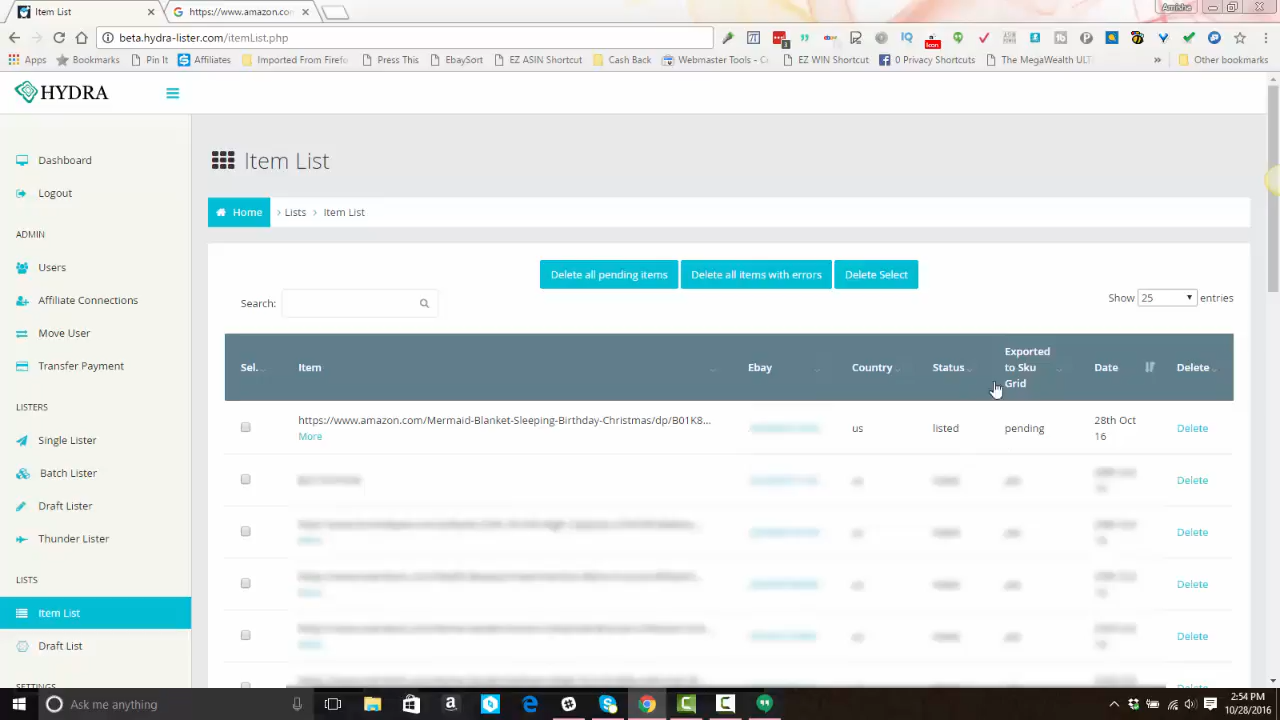 Item List
https://www.amazon.com
Amisha
beta.hydra-lister.com/itemList.php
Apps
Bookmarks
Pin It
Affiliates
Imported From Firefo
Press This
EbaySort
EZ ASIN Shortcut
Cash Back
Webmaster Tools - C
EZ WIN Shortcut
Privacy Shortcuts
The MegaWealth ULTI
Other bookmarks
HYDRA
Dashboard
Logout
ADMIN
Users
Affiliate Connections
Move User
Transfer Payment
LISTERS
Single Lister
Batch Lister
Draft Lister
Thunder Lister
LISTS
Item List
Draft List
SETTINGS
Item List
Home > Lists > Item List
Delete all pending items
Delete all items with errors
Delete Select
Search:
Show 25 entries
Sel. Item Ebay Country Status Exported to Sku Grid Date Delete
https://www.amazon.com/Mermaid-Blanket-Sleeping-Birthday-Christmas/dp/B01K8...
More
us listed pending 28th Oct 16 Delete
Delete
Delete
Delete
Delete
Ask me anything
2:54 PM
10/28/2016